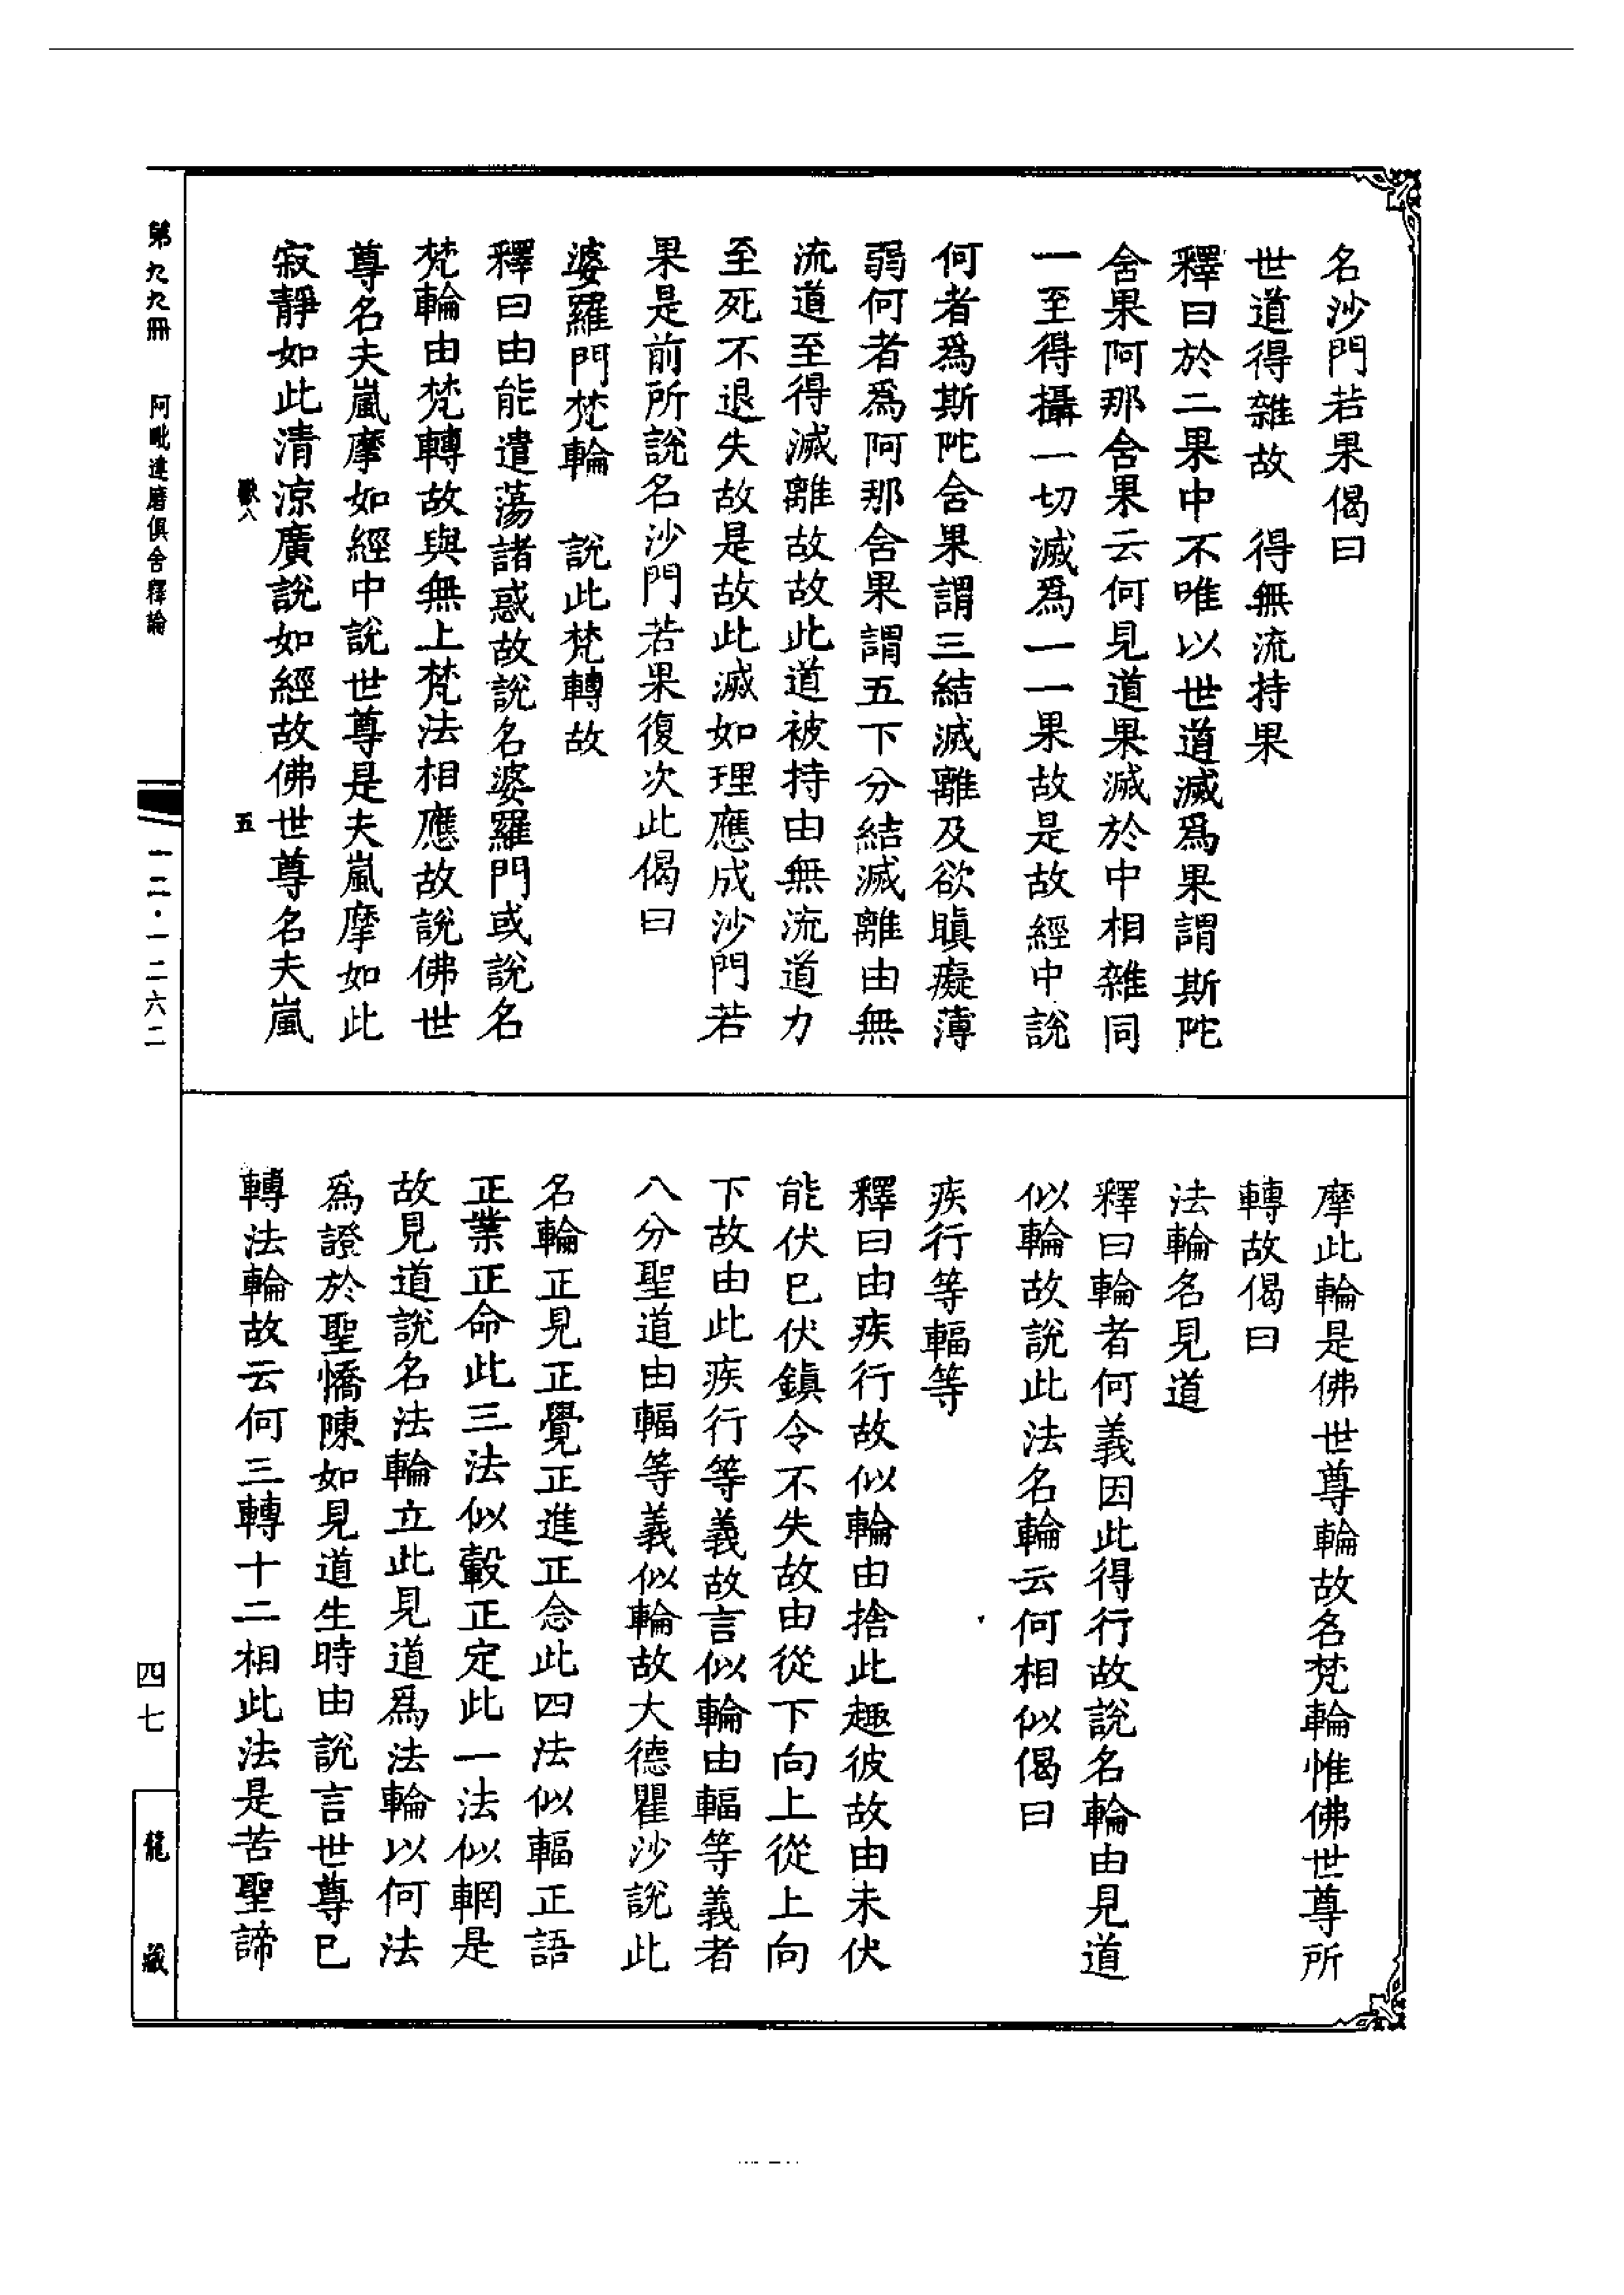 名沙門若果偈曰
世道得雜故　得無流持果
釋曰於二果中不唯以世道滅爲果謂斯陀
舍果阿那舍果云何見道果滅於中相雜同
一至得攝一切滅爲一一果故是故經中說
何者爲斯陀舍果謂三結滅離及欲瞋癡薄
弱何者爲阿那舍果謂五下分結滅離由無
流道至得滅離故故此道被持由無流道力
至死不退失故是故此滅如理應成沙門若
果是前所說名沙門若果復次此偈曰
婆羅門梵輪　說此梵轉故
釋曰由能遣蕩諸惑故說名婆羅門或說名
梵輪由梵轉故與無上梵法相應故說佛世
尊名夫嵐摩如經中說世尊是夫嵐摩如此
寂靜如此清涼廣說如經故佛世尊名夫嵐
摩此輪是佛世尊輪故名梵輪惟佛世尊所
轉故偈曰
法輪名見道
釋曰輪者何義因此得行故說名輪由見道
似輪故說此法名輪云何相似偈曰
疾行等輻等
釋曰由疾行故似輪由捨此趣彼故由未伏
能伏已伏鎮令不失故由從下向上從上向
下故由此疾行等義故言似輪由輻等義者
八分聖道由輻等義似輪故大德瞿沙說此
名輪正見正覺正進正念此四法似輻正語
正業正命此三法似轂正定此一法似輞是
故見道說名法輪立此見道爲法輪以何法
爲證於聖憍陳如見道生時由說言世尊已
轉法輪故云何三轉十二相此法是苦聖諦
第九九冊　阿毗達磨俱舍釋論
一二·一二六二
四七
龍藏
五